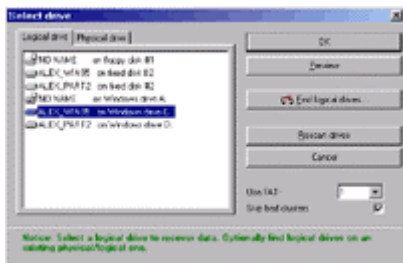 Select drive
Logical drive Physical drive
NO NAME on floppy disk #1
ALEX_WIN95 on fixed disk #2
ALEX_PART2 on fixed disk #2
NO NAME on Windows drive A:
ALEX_WIN95 on Windows drive C:
ALEX_PART2 on Windows drive D:
OK
Preview
Find logical drives...
Rescan drives
Cancel
Use FAT:
Skip bad clusters
Notice: Select a logical drive to recover data. Optionally find logical drives on an
existing physical/logical one.